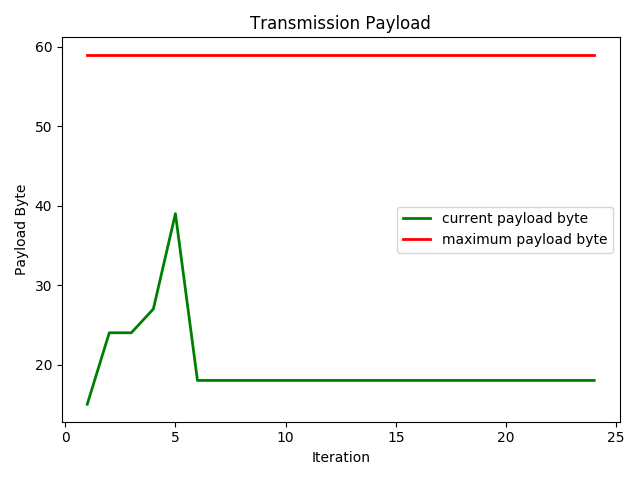 Transmission Payload
60
50
40
30
20
Payload Byte
current payload byte
maximum payload byte
0 5 10 15 20 25
Iteration